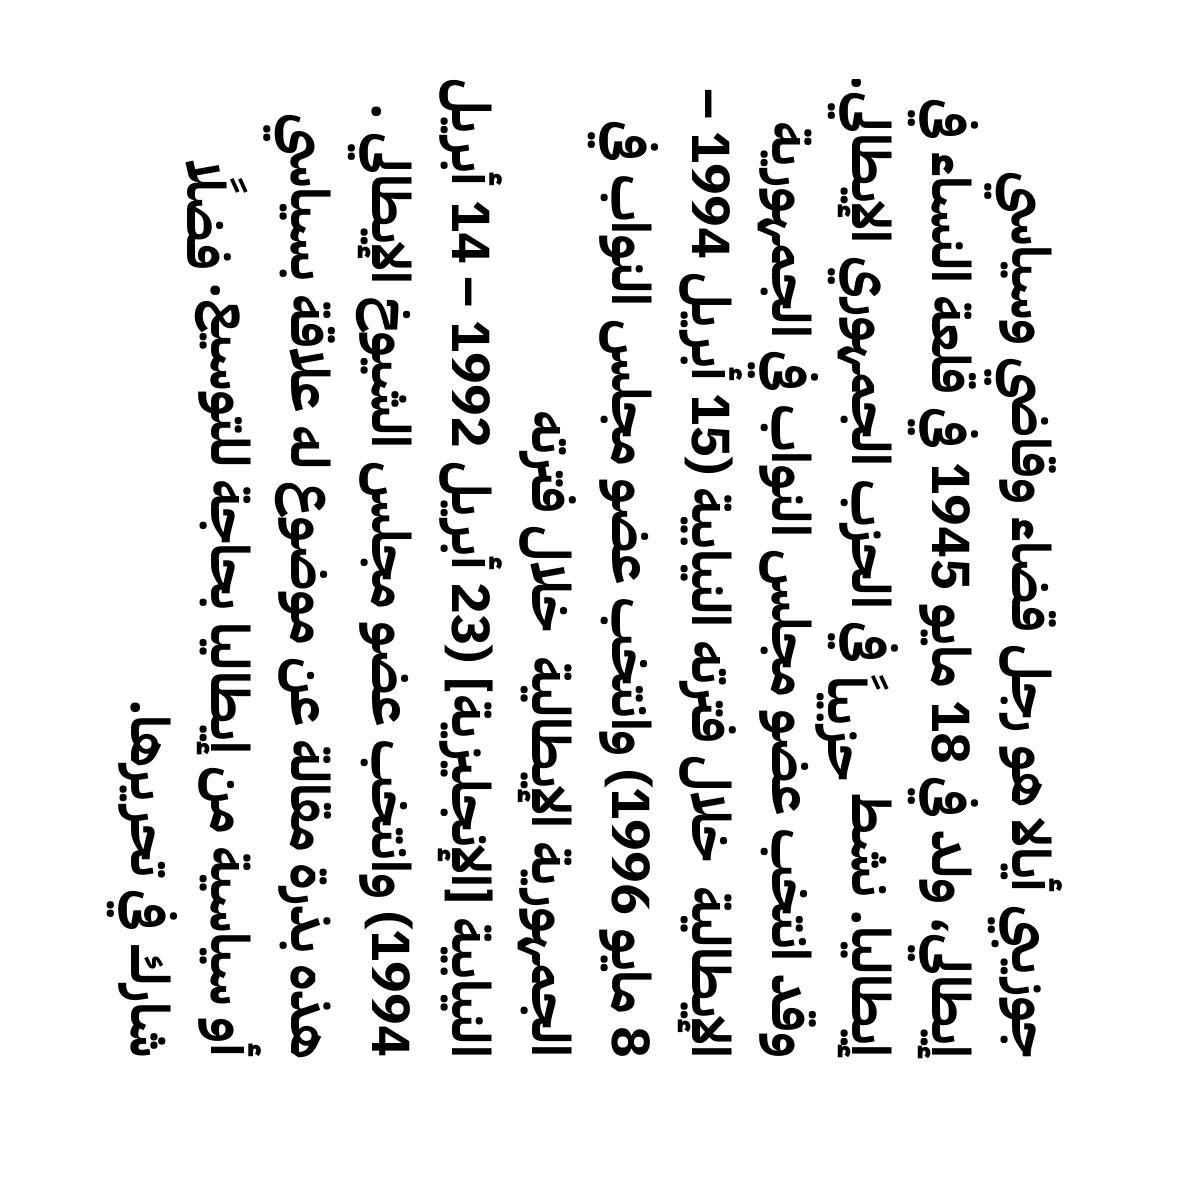 جوزيبي أيالا هو رجل قضاء وقاضي وسياسي
إيطالي، ولد في 18 مايو 1945 في قلعة النساء في
إيطاليا. نشط حزبياً في الحزب الجمهوري الإيطالي.
وقد انتخب عضو مجلس النواب في الجمهورية
الإيطالية خلال فترته النيابية (15 أبريل 1994 –
8 مايو 1996) وانتخب عضو مجلس النواب في
الجمهورية الإيطالية خلال فترته
النيابية [الإنجليزية] (23 أبريل 1992 – 14 أبريل
1994) وانتخب عضو مجلس الشيوخ الإيطالي .
هذه بذرة مقالة عن موضوع له علاقة بسياسي
أو سياسية من إيطاليا بحاجة للتوسيع. فضلًا
شارك في تحريرها.